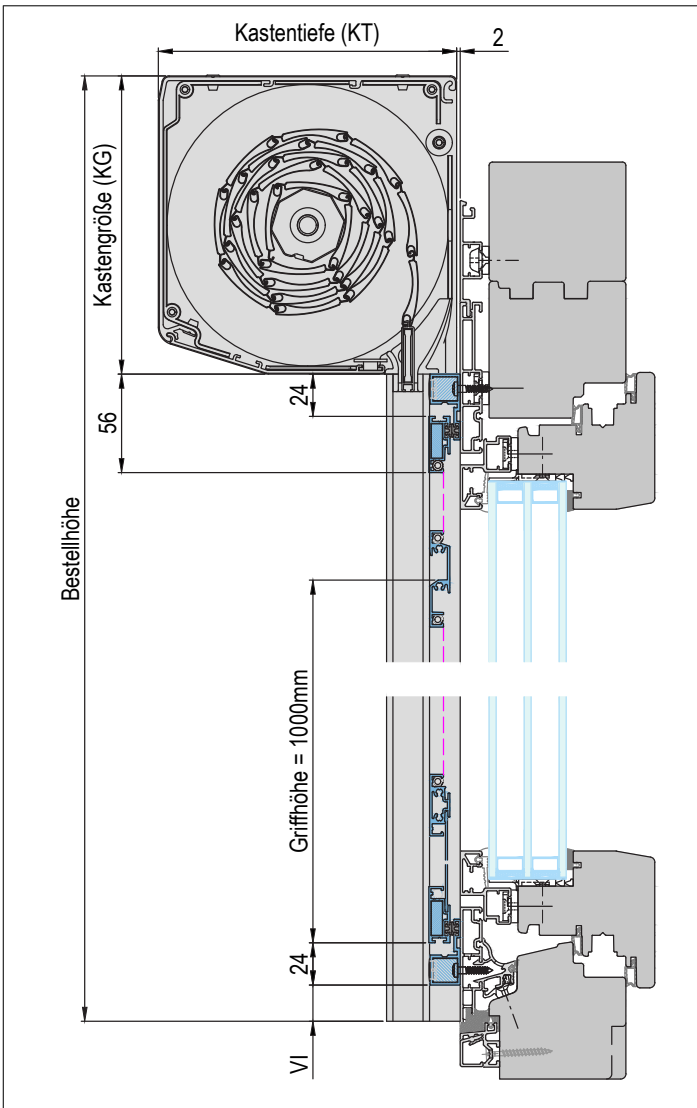 Kastentiefe (KT)
2
Kastengröße (KG)
24
56
Bestellhöhe
Griffhöhe = 1000mm
24
VI